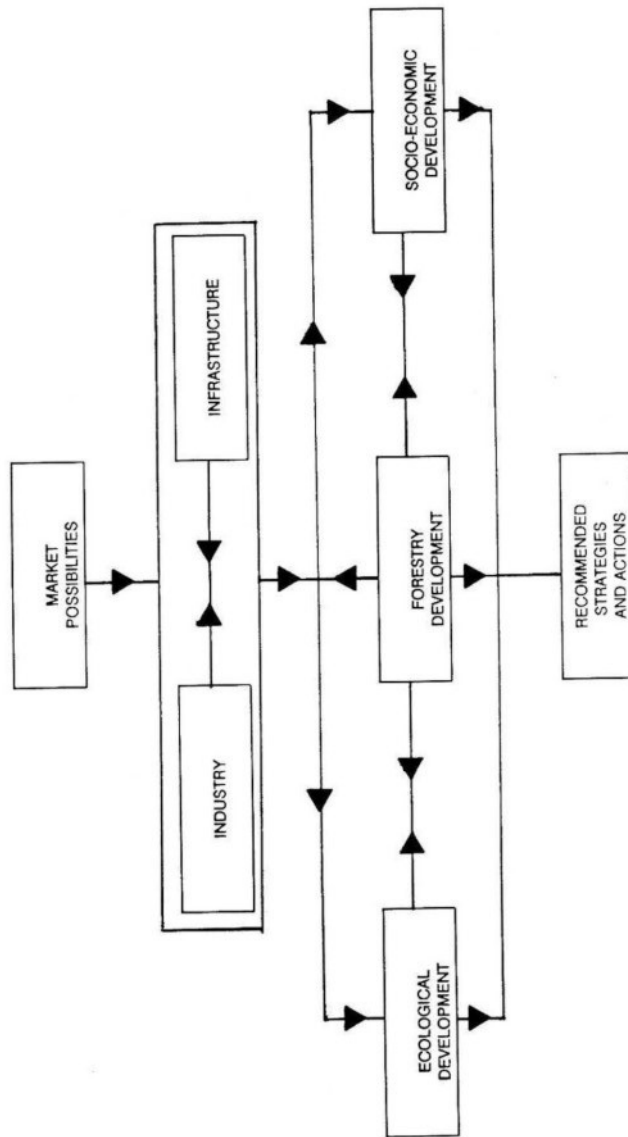 MARKET
POSSIBILITIES
INDUSTRY
INFRASTRUCTURE
ECOLOGICAL
DEVELOPMENT
FORESTRY
DEVELOPMENT
SOCIO-ECONOMIC
DEVELOPMENT
RECOMMENDED
STRATEGIES
AND ACTIONS